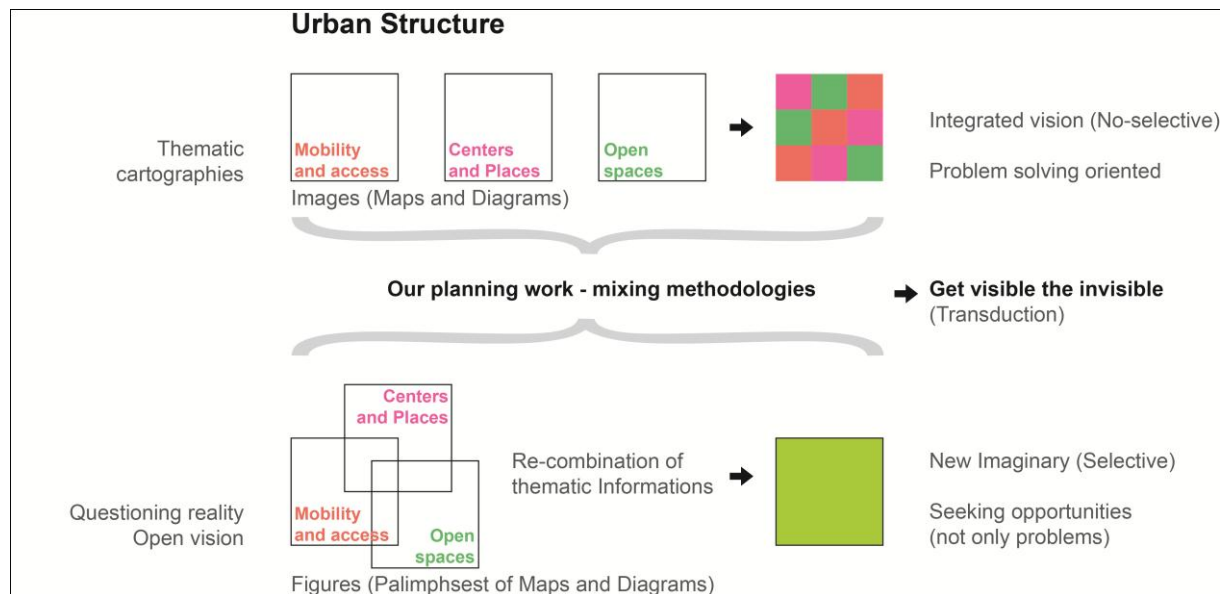 Urban Structure
Thematic
cartographies
Mobility
and access
Centers
and Places
Open
spaces
Images (Maps and Diagrams)
Integrated vision (No-selective)
Problem solving oriented
Our planning work - mixing methodologies
Get visible the invisible
(Transduction)
Questioning reality
Open vision
Centers
and Places
Mobility
and access
Open
spaces
Figures (Palimphsest of Maps and Diagrams)
Re-combination of
thematic Informations
New Imaginary (Selective)
Seeking opportunities
(not only problems)